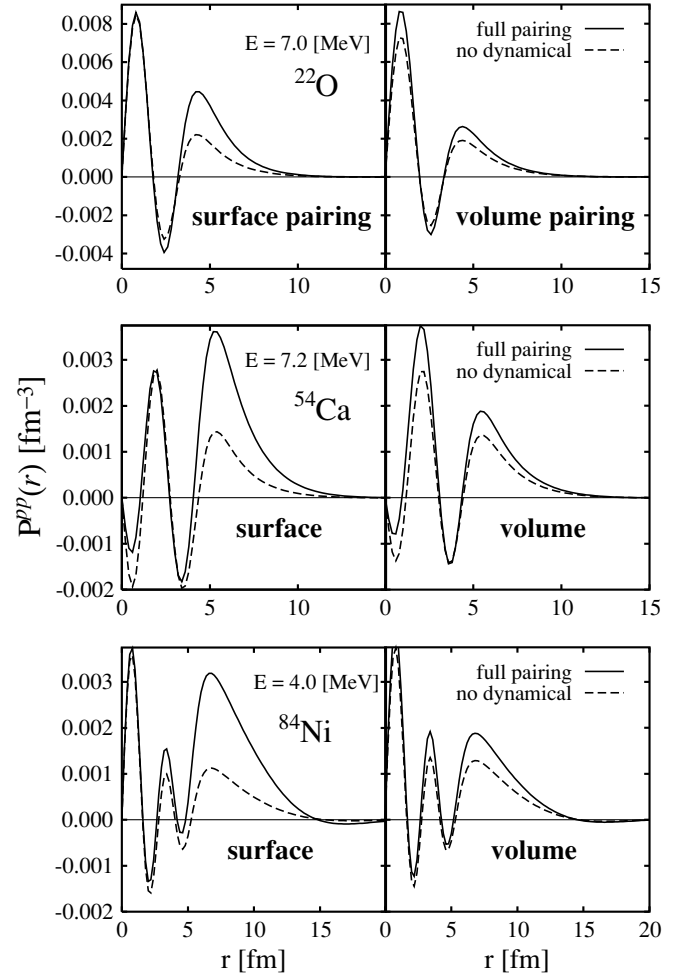 0.008
0.006
0.004
0.002
0.000
-0.002
-0.004
E = 7.0 [MeV]
²²O
surface pairing
full pairing
no dynamical
volume pairing
0 5 10 0 5 10 15
0.003
0.002
0.001
0.000
-0.001
-0.002
E = 7.2 [MeV]
⁵⁴Ca
surface
full pairing
no dynamical
volume
0 5 10 0 5 10 15
P^{pp}(r) [fm⁻³]
0.003
0.002
0.001
0.000
-0.001
-0.002
E = 4.0 [MeV]
⁸⁴Ni
surface
full pairing
no dynamical
volume
0 5 10 15 0 5 10 15 20
r [fm] r [fm]